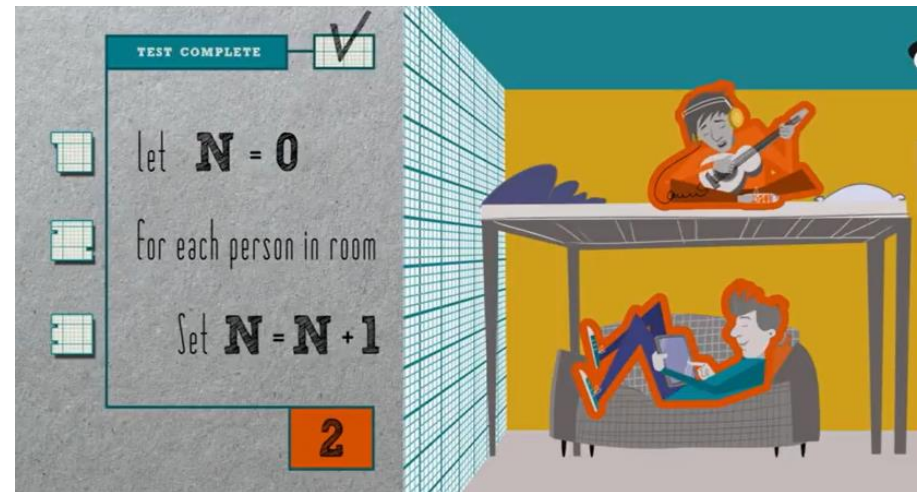 TEST COMPLETE
let N = 0
for each person in room
Set N = N + 1
2